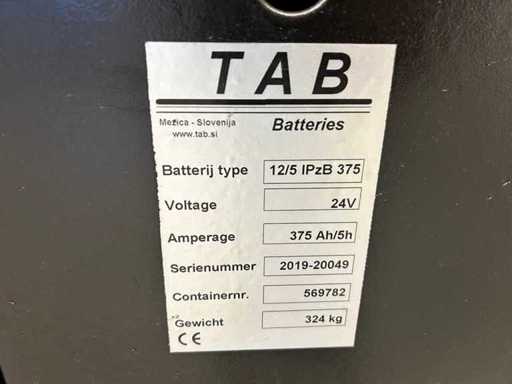 TAB
Mežica - Slovenija
www.tab.si
Batteries
Batterij type 12/5 IPzB 375
Voltage 24V
Amperage 375 Ah/5h
Serienummer 2019-20049
Containernr. 569782
Gewicht 324 kg
CE